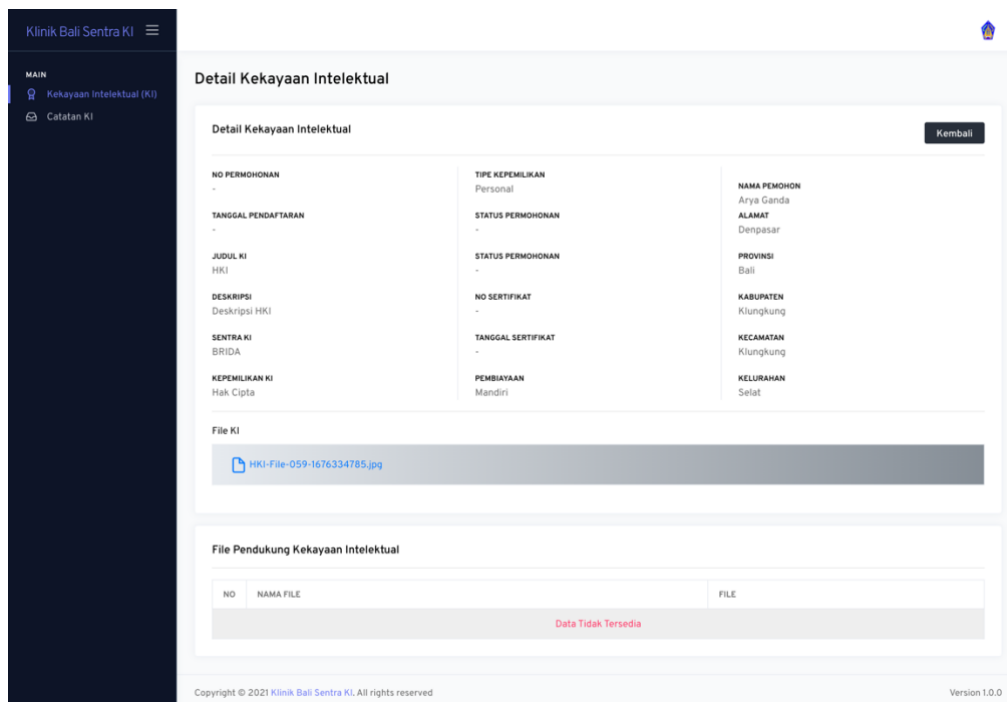 Klinik Bali Sentra KI
MAIN
Kekayaan Intelektual (KI)
Catatan KI
Detail Kekayaan Intelektual
Detail Kekayaan Intelektual
Kembali
NO PERMOHONAN
-
TANGGAL PENDAFTARAN
-
JUDUL KI
HKI
DESKRIPSI
Deskripsi HKI
SENTRA KI
BRIDA
KEPEMILIKAN KI
Hak Cipta
TIPE KEPEMILIKAN
Personal
STATUS PERMOHONAN
-
STATUS PERMOHONAN
-
NO SERTIFIKAT
-
TANGGAL SERTIFIKAT
-
PEMBIAYAAN
Mandiri
NAMA PEMOHON
Arya Ganda
ALAMAT
Denpasar
PROVINSI
Bali
KABUPATEN
Klungkung
KECAMATAN
Klungkung
KELURAHAN
Selat
File KI
HKI-File-059-1676334785.jpg
File Pendukung Kekayaan Intelektual
NO NAMA FILE FILE
Data Tidak Tersedia
Copyright © 2021 Klinik Bali Sentra KI. All rights reserved Version 1.0.0